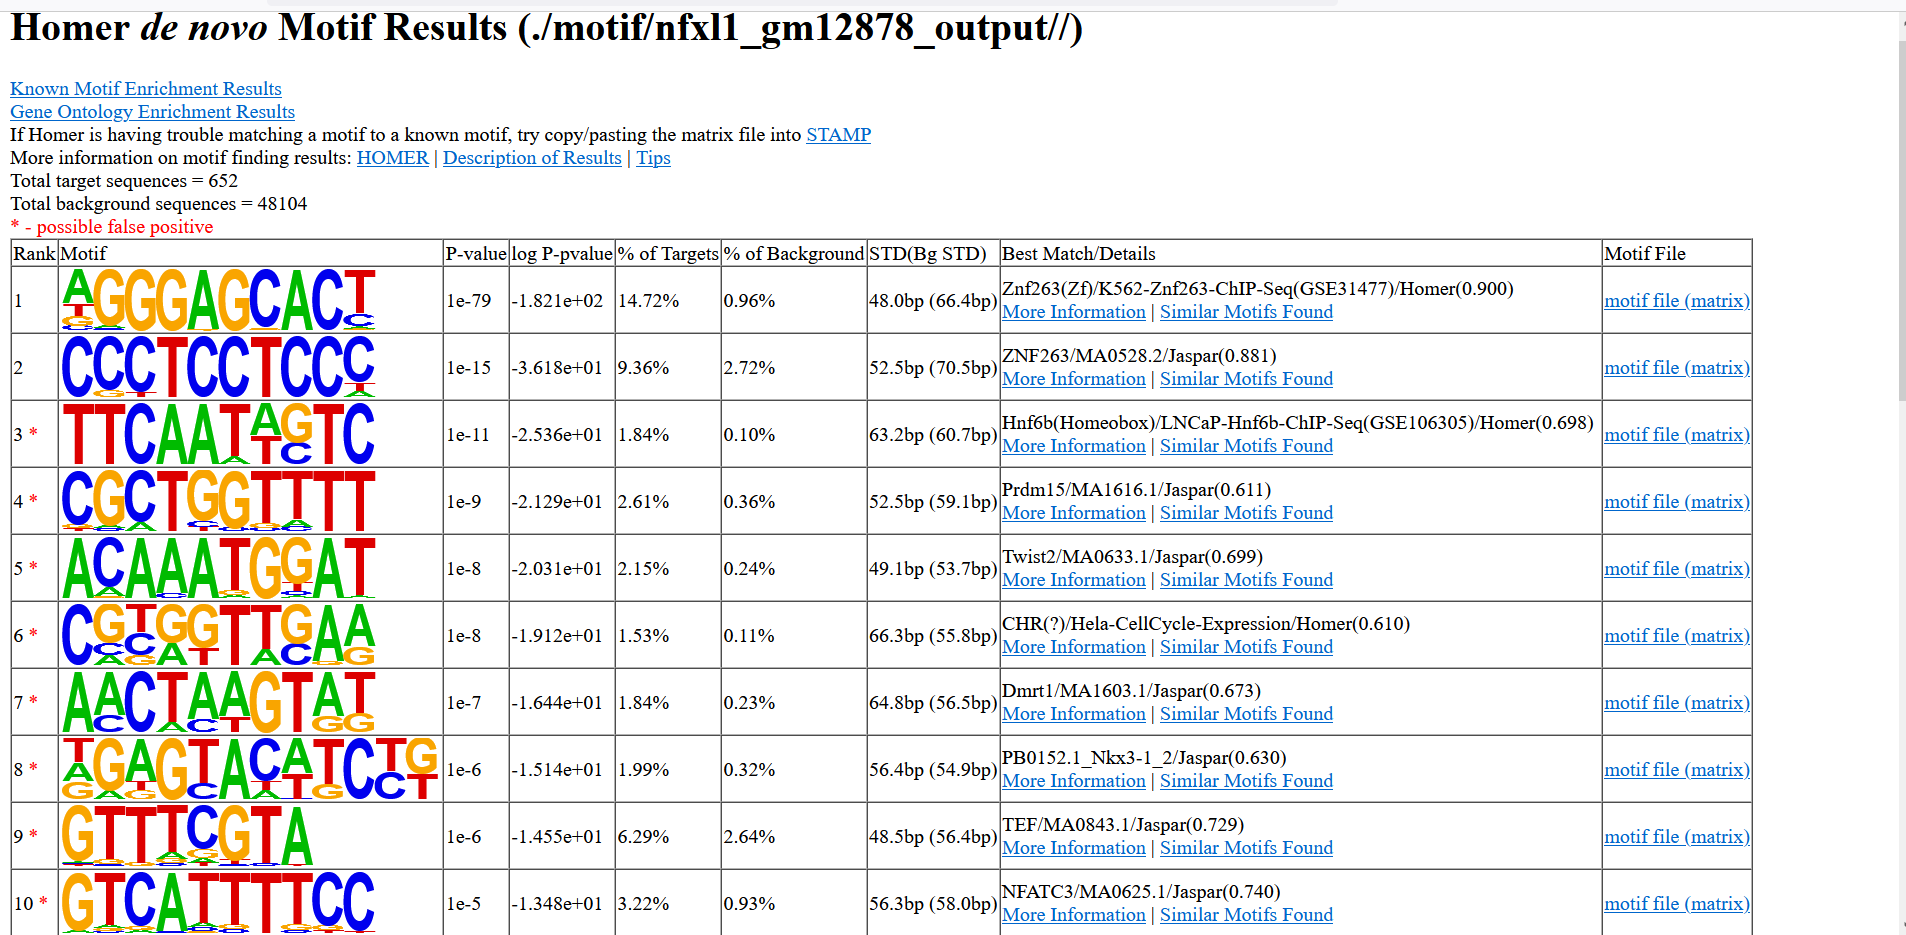 Homer de novo Motif Results (./motif/nfxl1_gm12878_output//)
Known Motif Enrichment Results
Gene Ontology Enrichment Results
If Homer is having trouble matching a motif to a known motif, try copy/pasting the matrix file into STAMP
More information on motif finding results: HOMER | Description of Results | Tips
Total target sequences = 652
Total background sequences = 48104
* - possible false positive
Rank Motif P-value log P-pvalue % of Targets % of Background STD(Bg STD) Best Match/Details Motif File
1 AGGGAGCACT 1e-79 -1.821e+02 14.72% 0.96% 48.0bp (66.4bp) Znf263(Zf)/K562-Znf263-ChIP-Seq(GSE31477)/Homer(0.900)
More Information | Similar Motifs Found motif file (matrix)
2 CCCTCCTCCC 1e-15 -3.618e+01 9.36% 2.72% 52.5bp (70.5bp) ZNF263/MA0528.2/Jaspar(0.881)
More Information | Similar Motifs Found motif file (matrix)
3 * TTCAATAGTC 1e-11 -2.536e+01 1.84% 0.10% 63.2bp (60.7bp) Hnf6b(Homeobox)/LNCaP-Hnf6b-ChIP-Seq(GSE106305)/Homer(0.698)
More Information | Similar Motifs Found motif file (matrix)
4 * CGCTGGTTTT 1e-9 -2.129e+01 2.61% 0.36% 52.5bp (59.1bp) Prdm15/MA1616.1/Jaspar(0.611)
More Information | Similar Motifs Found motif file (matrix)
5 * ACAAATGGAT 1e-8 -2.031e+01 2.15% 0.24% 49.1bp (53.7bp) Twist2/MA0633.1/Jaspar(0.699)
More Information | Similar Motifs Found motif file (matrix)
6 * CGTGGTTGAA 1e-8 -1.912e+01 1.53% 0.11% 66.3bp (55.8bp) CHR(?)/Hela-CellCycle-Expression/Homer(0.610)
More Information | Similar Motifs Found motif file (matrix)
7 * AACTAAGTAT 1e-7 -1.644e+01 1.84% 0.23% 64.8bp (56.5bp) Dmrt1/MA1603.1/Jaspar(0.673)
More Information | Similar Motifs Found motif file (matrix)
8 * TGAGTACATCTG 1e-6 -1.514e+01 1.99% 0.32% 56.4bp (54.9bp) PB0152.1_Nkx3-1_2/Jaspar(0.630)
More Information | Similar Motifs Found motif file (matrix)
9 * GTTTCGTA 1e-6 -1.455e+01 6.29% 2.64% 48.5bp (56.4bp) TEF/MA0843.1/Jaspar(0.729)
More Information | Similar Motifs Found motif file (matrix)
10 * GTCATTTTCC 1e-5 -1.348e+01 3.22% 0.93% 56.3bp (58.0bp) NFATC3/MA0625.1/Jaspar(0.740)
More Information | Similar Motifs Found motif file (matrix)